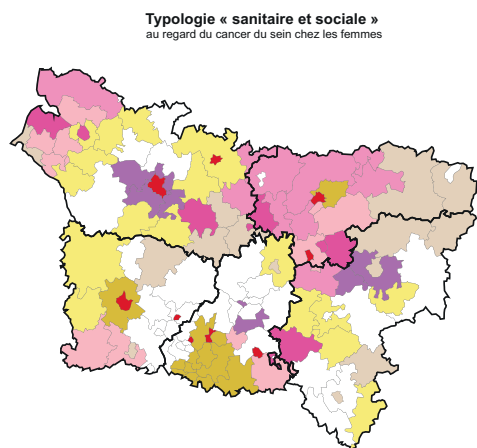 Typologie « sanitaire et sociale »
au regard du cancer du sein chez les femmes